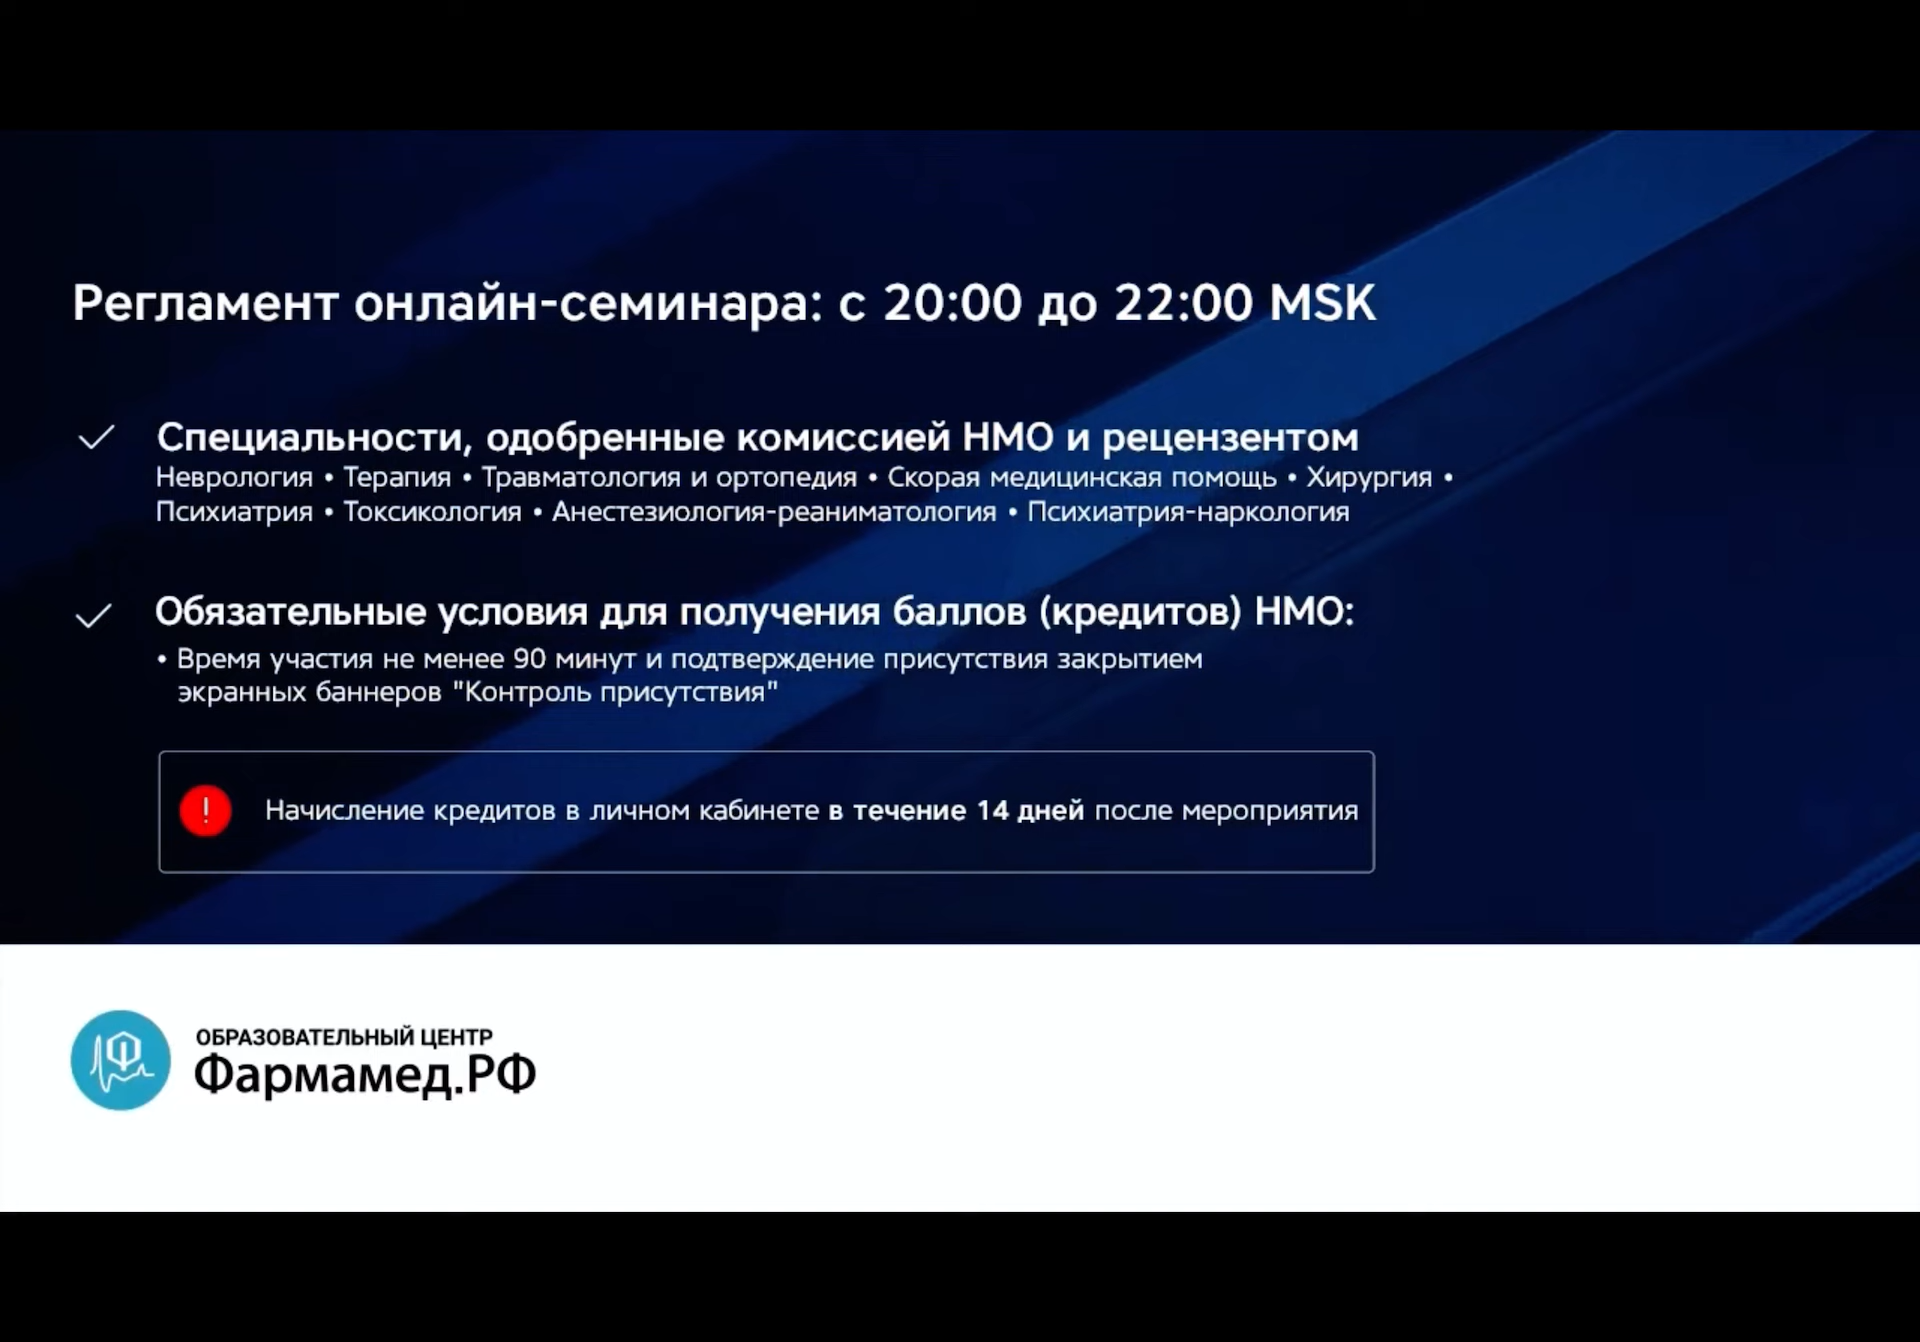 Регламент онлайн-семинара: с 20:00 до 22:00 MSK
Специальности, одобренные комиссией НМО и рецензентом
Неврология • Терапия • Травматология и ортопедия • Скорая медицинская помощь • Хирургия •
Психиатрия • Токсикология • Анестезиология-реаниматология • Психиатрия-наркология
Обязательные условия для получения баллов (кредитов) НМО:
• Время участия не менее 90 минут и подтверждение присутствия закрытием
экранных баннеров "Контроль присутствия"
! Начисление кредитов в личном кабинете в течение 14 дней после мероприятия
ОБРАЗОВАТЕЛЬНЫЙ ЦЕНТР
Фармамед.РФ